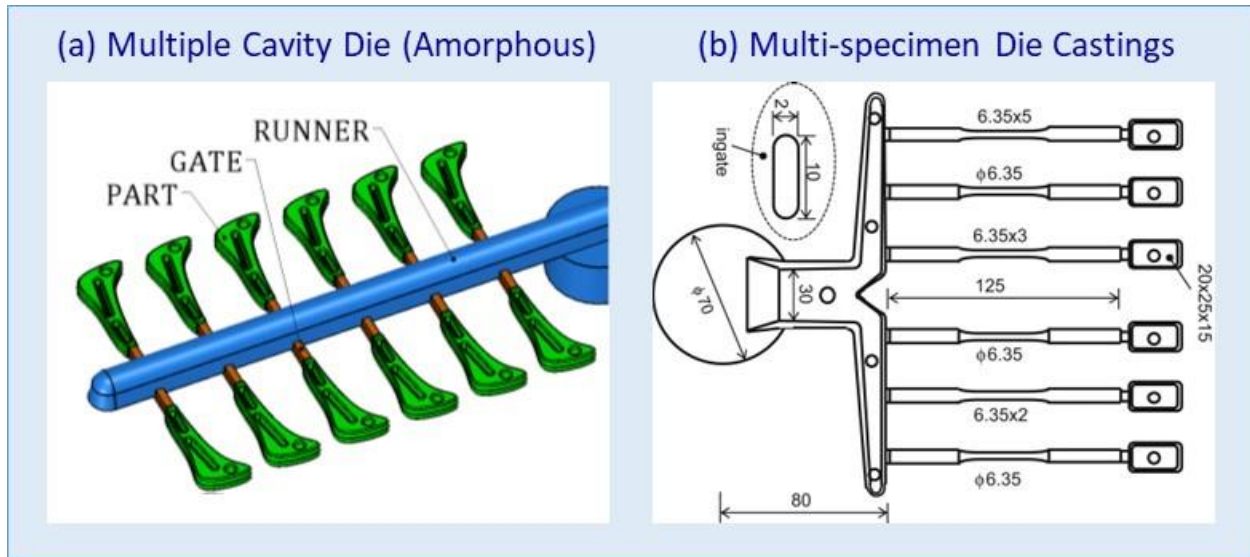 (a) Multiple Cavity Die (Amorphous)
RUNNER
GATE
PART
(b) Multi-specimen Die Castings
2
10
ingate
6.35x5
ϕ6.35
6.35x3
20x25x15
ϕ70
30
125
ϕ6.35
6.35x2
ϕ6.35
80